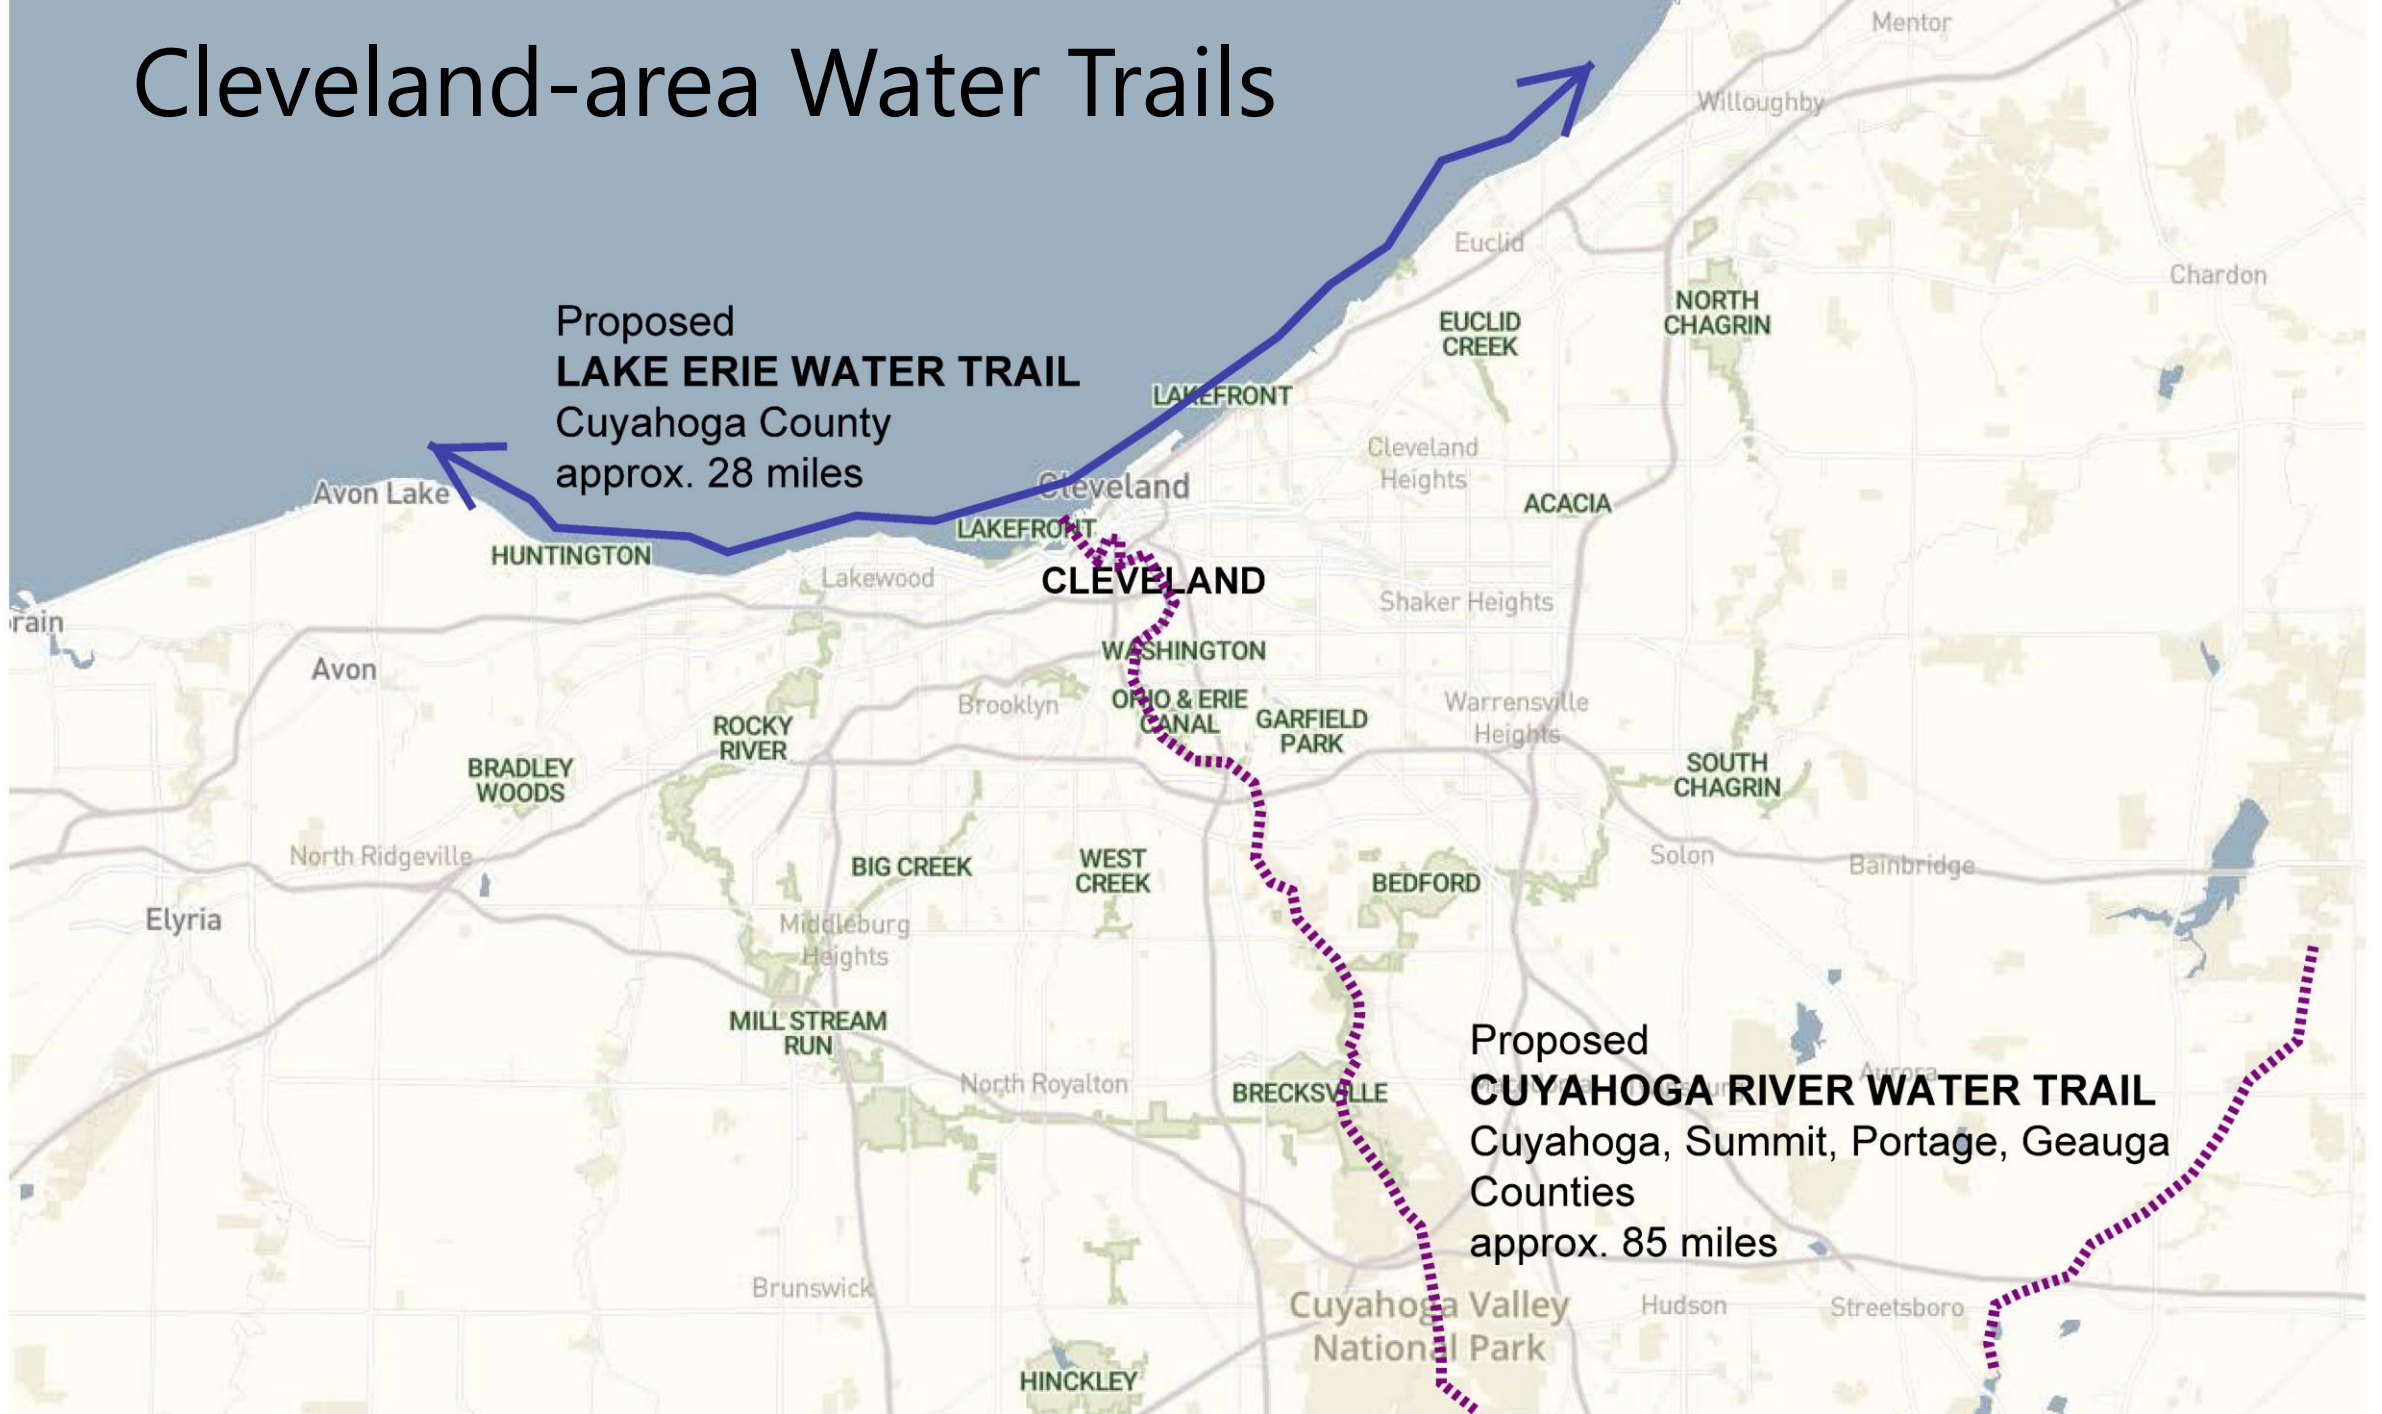 Cleveland-area Water Trails
Mentor
Willoughby
Euclid
Chardon
NORTH
CHAGRIN
EUCLID
CREEK
Proposed
LAKE ERIE WATER TRAIL
Cuyahoga County
approx. 28 miles
LAKEFRONT
Cleveland
Heights
Avon Lake
Cleveland
ACACIA
LAKEFRONT
HUNTINGTON
Lakewood
CLEVELAND
Shaker Heights
rain
Avon
WASHINGTON
Brooklyn
OHIO & ERIE
CANAL
GARFIELD
PARK
Warrensville
Heights
ROCKY
RIVER
BRADLEY
WOODS
SOUTH
CHAGRIN
North Ridgeville
BIG CREEK
WEST
CREEK
BEDFORD
Solon
Bainbridge
Elyria
Middleburg
Heights
MILL STREAM
RUN
North Royalton
BRECKSVILLE
Proposed
Aurora
CUYAHOGA RIVER WATER TRAIL
Cuyahoga, Summit, Portage, Geauga
Counties
approx. 85 miles
Brunswick
Cuyahoga Valley
National Park
Hudson
Streetsboro
HINCKLEY